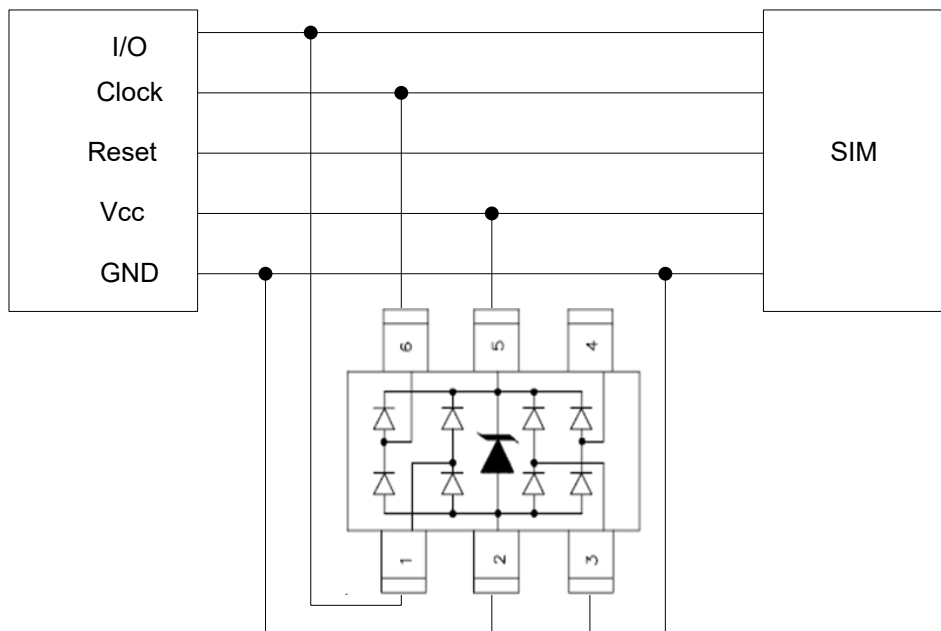 I/O
Clock
Reset
SIM
Vcc
GND
6 5 4
1 2 3